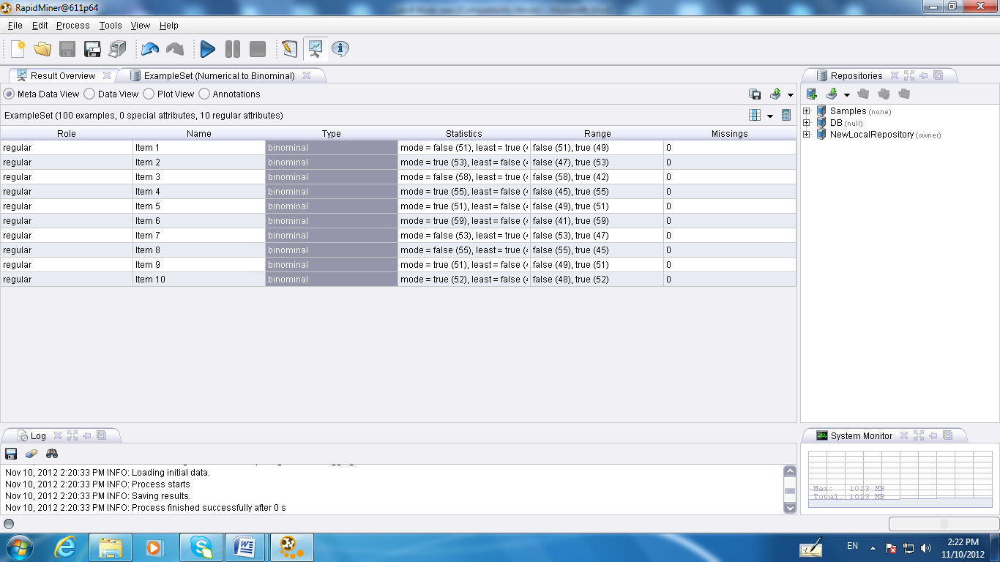 RapidMiner@611p64
File Edit Process Tools View Help
Result Overview ExampleSet (Numerical to Binominal) Repositories
Meta Data View Data View Plot View Annotations
ExampleSet (100 examples, 0 special attributes, 10 regular attributes)
Role Name Type Statistics Range Missings
regular Item 1 binominal mode = false (51), least = true (4 false (51), true (49) 0
regular Item 2 binominal mode = true (53), least = false (4 false (47), true (53) 0
regular Item 3 binominal mode = false (58), least = true (4 false (58), true (42) 0
regular Item 4 binominal mode = true (55), least = false (4 false (45), true (55) 0
regular Item 5 binominal mode = true (51), least = false (4 false (49), true (51) 0
regular Item 6 binominal mode = true (59), least = false (4 false (41), true (59) 0
regular Item 7 binominal mode = false (53), least = true (4 false (53), true (47) 0
regular Item 8 binominal mode = false (55), least = true (4 false (55), true (45) 0
regular Item 9 binominal mode = true (51), least = false (4 false (49), true (51) 0
regular Item 10 binominal mode = true (52), least = false (4 false (48), true (52) 0
Samples (none)
DB (null)
NewLocalRepository (owner)
Log
Nov 10, 2012 2:20:33 PM INFO: Loading initial data.
Nov 10, 2012 2:20:33 PM INFO: Process starts
Nov 10, 2012 2:20:33 PM INFO: Saving results.
Nov 10, 2012 2:20:33 PM INFO: Process finished successfully after 0 s
System Monitor
Max: 1013 MB
Total: 1013 MB
EN
2:22 PM
11/10/2012